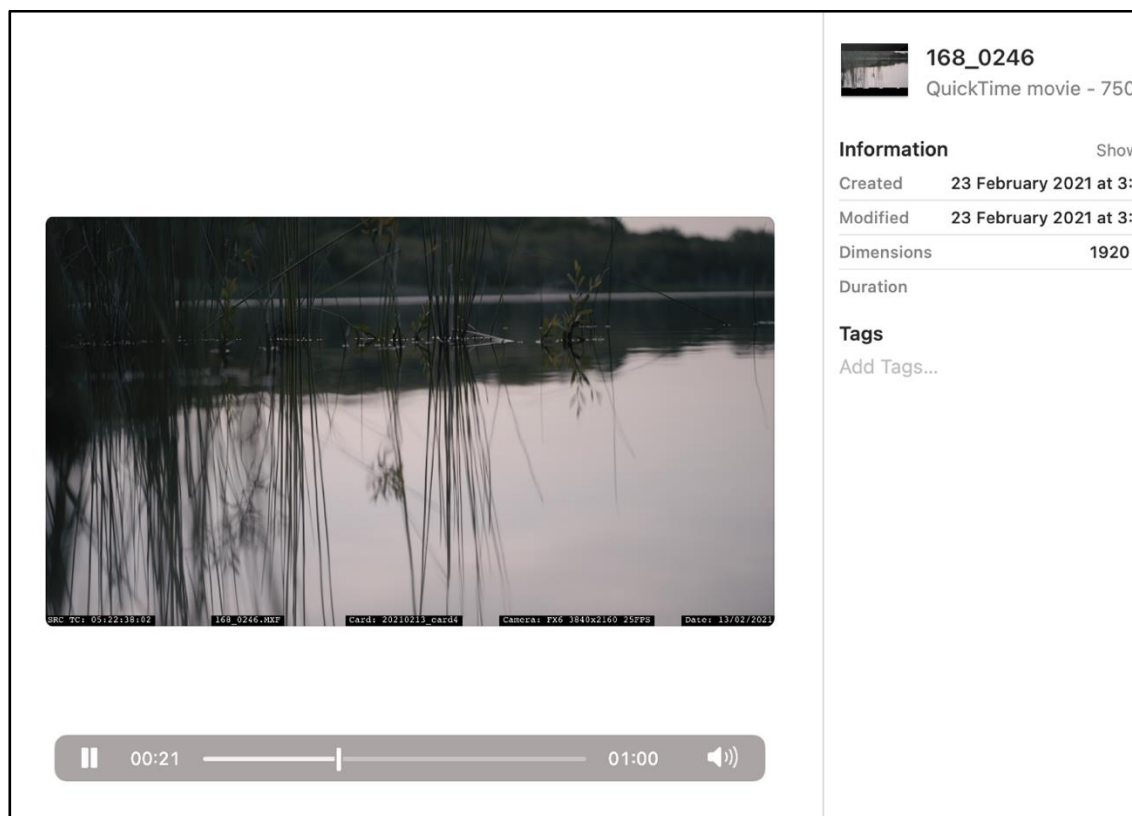 168_0246
QuickTime movie - 750
Information Show
Created 23 February 2021 at 3:
Modified 23 February 2021 at 3:
Dimensions 1920
Duration
Tags
Add Tags...
SRC TC: 05:22:38:02 168_0246.MXF Card: 20210213_card4 Camera: FX6 3840x2160 25FPS Date: 13/02/2021
00:21 01:00